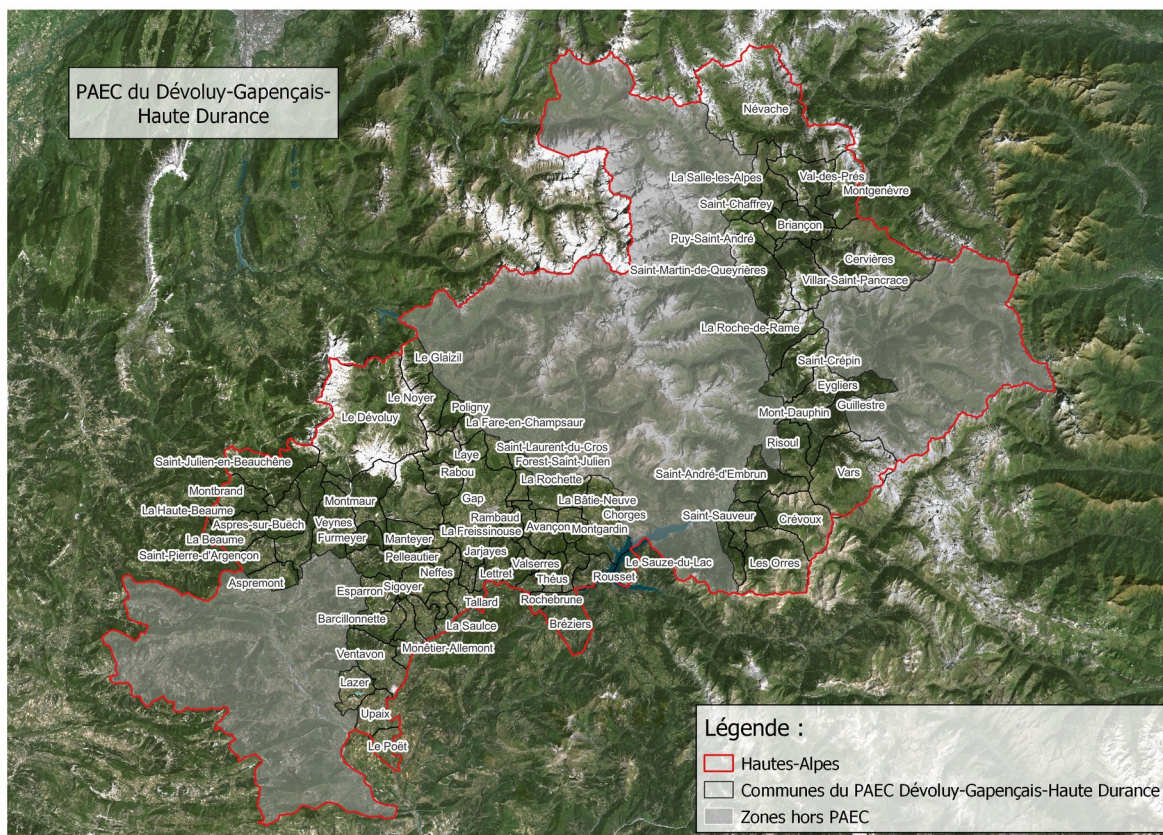 PAEC du Dévoluy-Gapençais-
Haute Durance
Névache
La Salle-les-Alpes
Val-des-Prés
Montgenèvre
Saint-Chaffrey
Briançon
Puy-Saint-André
Cervières
Saint-Martin-de-Queyrières
Villar-Saint-Pancrace
La Roche-de-Rame
Le Glaizil
Saint-Crépin
Eygliers
Le Noyer
Poligny
Mont-Dauphin
Guillestre
Le Dévoluy
La Fare-en-Champsaur
Risoul
Laye
Saint-Laurent-du-Cros
Saint-Julien-en-Beauchêne
Forest-Saint-Julien
Rabou
Saint-André-d'Embrun
Vars
La Rochette
Montbrand
Montmaur
Gap
La Bâtie-Neuve
La Haute-Beaume
Chorges
Saint-Sauveur
Crévoux
Rambaud
Aspres-sur-Buëch
Veynes
La Freissinouse
Avançon
Montgardin
La Beaume
Furmeyer
Manteyer
Saint-Pierre-d'Argençon
Pelleautier
Jarjayes
Valserres
Le Sauze-du-Lac
Les Orres
Aspremont
Neffes
Lettret
Théus
Rousset
Esparron
Sigoyer
Tallard
Rochebrune
Barcillonnette
La Saulce
Bréziers
Monêtier-Allemont
Ventavon
Lazer
Upaix
Le Poët
Légende :
Hautes-Alpes
Communes du PAEC Dévoluy-Gapençais-Haute Durance
Zones hors PAEC